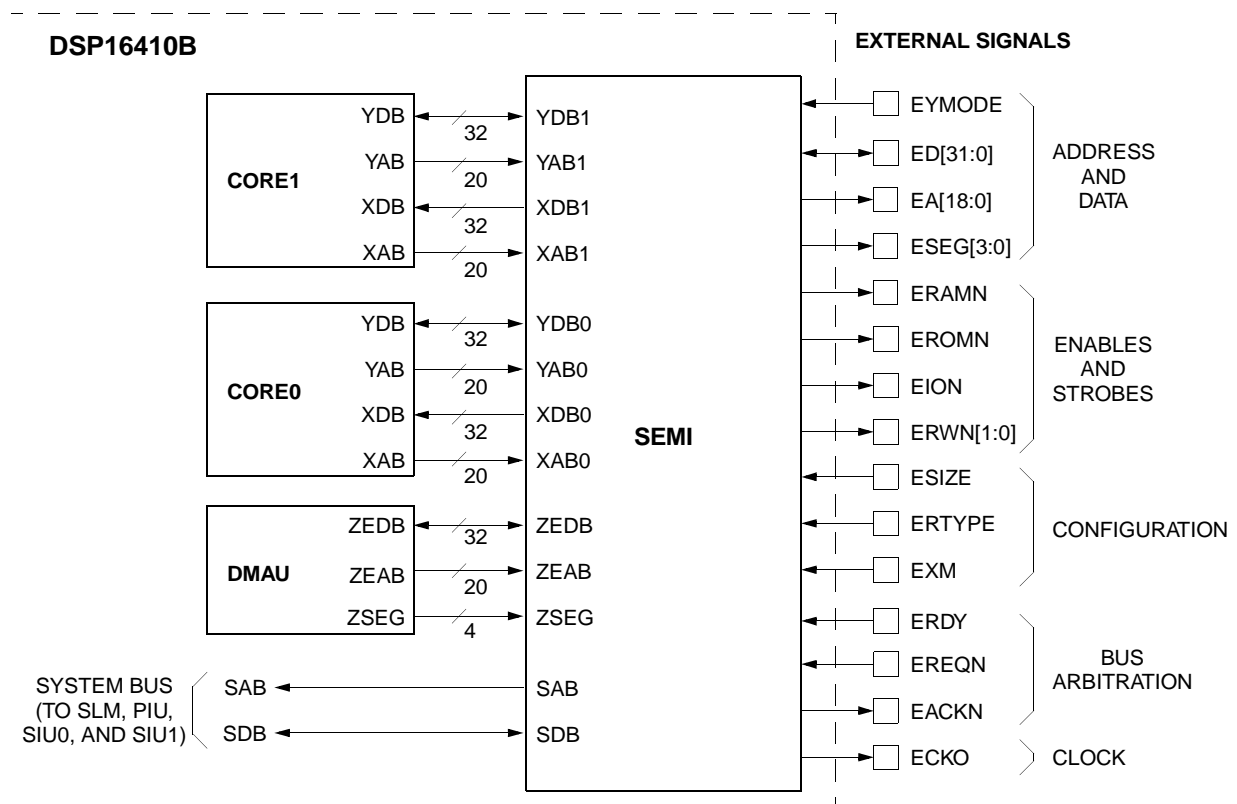 DSP16410B
EXTERNAL SIGNALS
CORE1
YDB
32
YDB1
YAB
20
YAB1
XDB
32
XDB1
XAB
20
XAB1
CORE0
YDB
32
YDB0
YAB
20
YAB0
XDB
32
XDB0
XAB
20
XAB0
DMAU
ZEDB
32
ZEDB
ZEAB
20
ZEAB
ZSEG
4
ZSEG
SYSTEM BUS
(TO SLM, PIU,
SIU0, AND SIU1)
SAB
SAB
SDB
SDB
SEMI
EYMODE
ED[31:0]
EA[18:0]
ESEG[3:0]
ADDRESS
AND
DATA
ERAMN
EROMN
EION
ERWN[1:0]
ENABLES
AND
STROBES
ESIZE
ERTYPE
EXM
CONFIGURATION
ERDY
EREQN
EACKN
BUS
ARBITRATION
ECKO
CLOCK